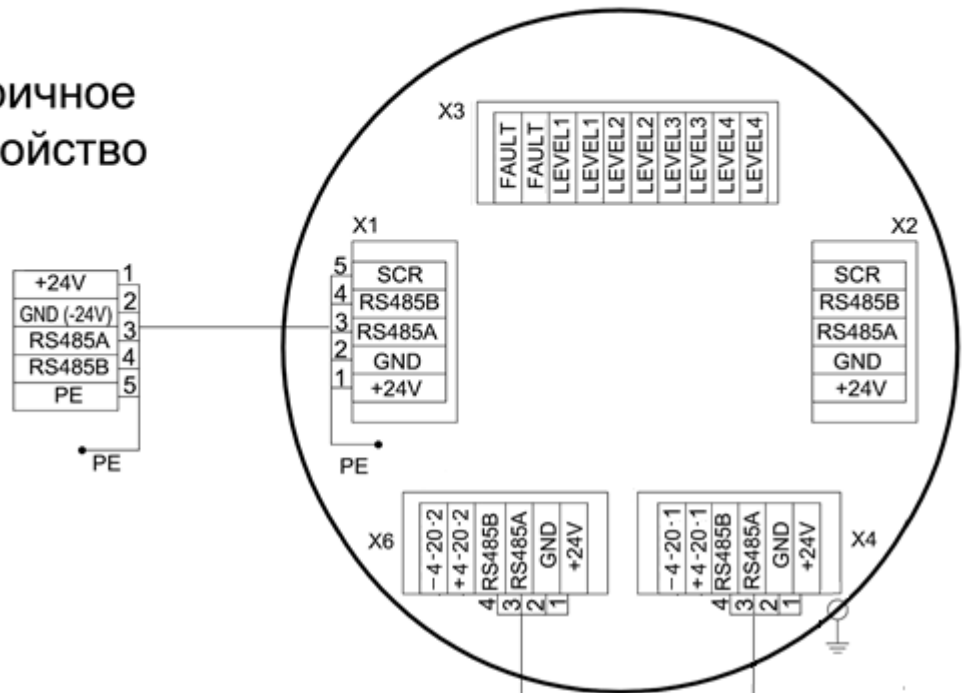 ричное
ойство
X3
FAULT
FAULT
LEVEL1
LEVEL1
LEVEL2
LEVEL2
LEVEL3
LEVEL3
LEVEL4
LEVEL4
+24V 1
GND (-24V) 2
RS485A 3
RS485B 4
PE 5
PE
X1
5 SCR
4 RS485B
3 RS485A
2 GND
1 +24V
PE
X2
SCR
RS485B
RS485A
GND
+24V
X6
−4-20-2
+4-20-2
RS485B
RS485A
GND
+24V
4 3 2 1
−4-20-1
+4-20-1
RS485B
RS485A
GND
+24V
X4
4 3 2 1